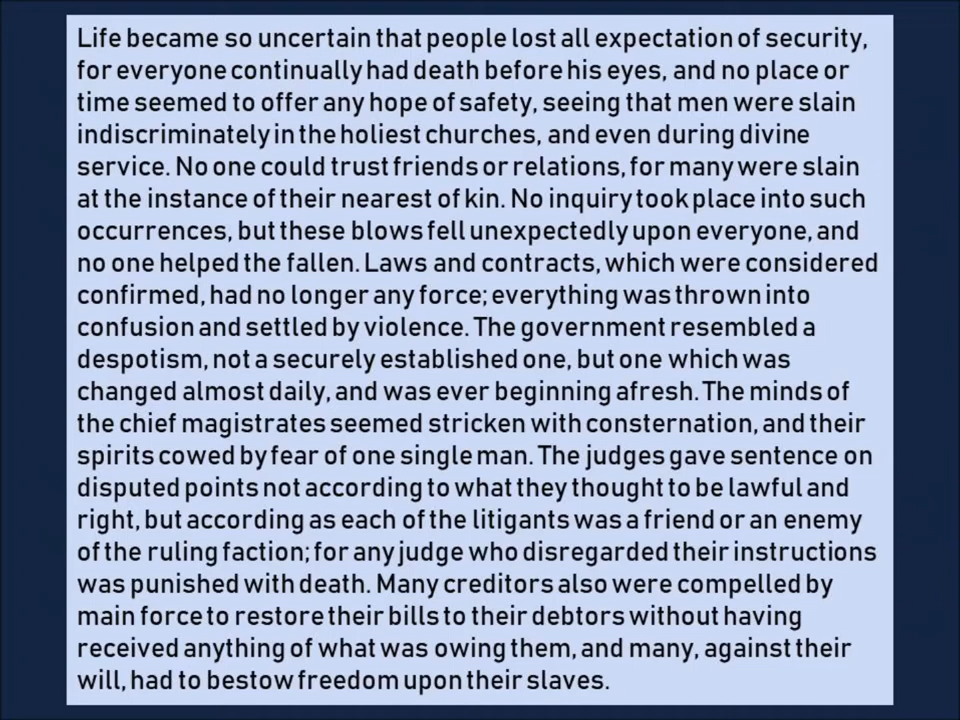 Life became so uncertain that people lost all expectation of security,
for everyone continually had death before his eyes, and no place or
time seemed to offer any hope of safety, seeing that men were slain
indiscriminately in the holiest churches, and even during divine
service. No one could trust friends or relations, for many were slain
at the instance of their nearest of kin. No inquiry took place into such
occurrences, but these blows fell unexpectedly upon everyone, and
no one helped the fallen. Laws and contracts, which were considered
confirmed, had no longer any force; everything was thrown into
confusion and settled by violence. The government resembled a
despotism, not a securely established one, but one which was
changed almost daily, and was ever beginning afresh. The minds of
the chief magistrates seemed stricken with consternation, and their
spirits cowed by fear of one single man. The judges gave sentence on
disputed points not according to what they thought to be lawful and
right, but according as each of the litigants was a friend or an enemy
of the ruling faction; for any judge who disregarded their instructions
was punished with death. Many creditors also were compelled by
main force to restore their bills to their debtors without having
received anything of what was owing them, and many, against their
will, had to bestow freedom upon their slaves.